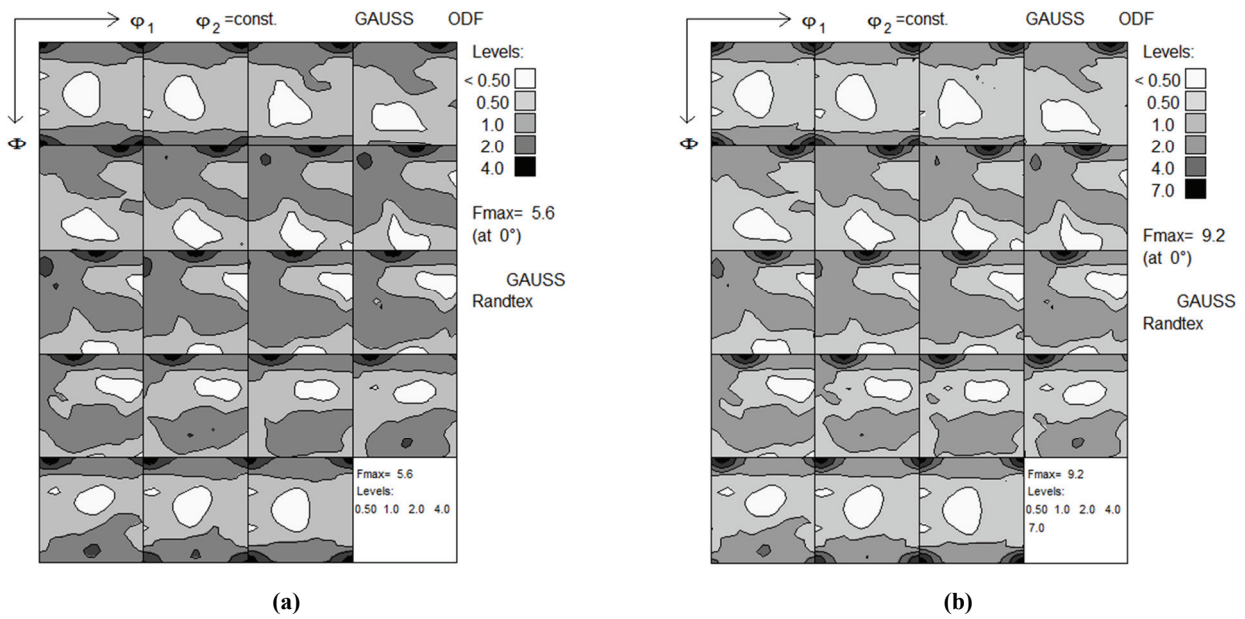 φ1 φ2 =const. GAUSS ODF
Φ
Levels:
< 0.50
0.50
1.0
2.0
4.0
Fmax= 5.6
(at 0°)
GAUSS
Randtex
Fmax= 5.6
Levels:
0.50 1.0 2.0 4.0
(a)
φ1 φ2 =const. GAUSS ODF
Φ
Levels:
< 0.50
0.50
1.0
2.0
4.0
7.0
Fmax= 9.2
(at 0°)
GAUSS
Randtex
Fmax= 9.2
Levels:
0.50 1.0 2.0 4.0
7.0
(b)